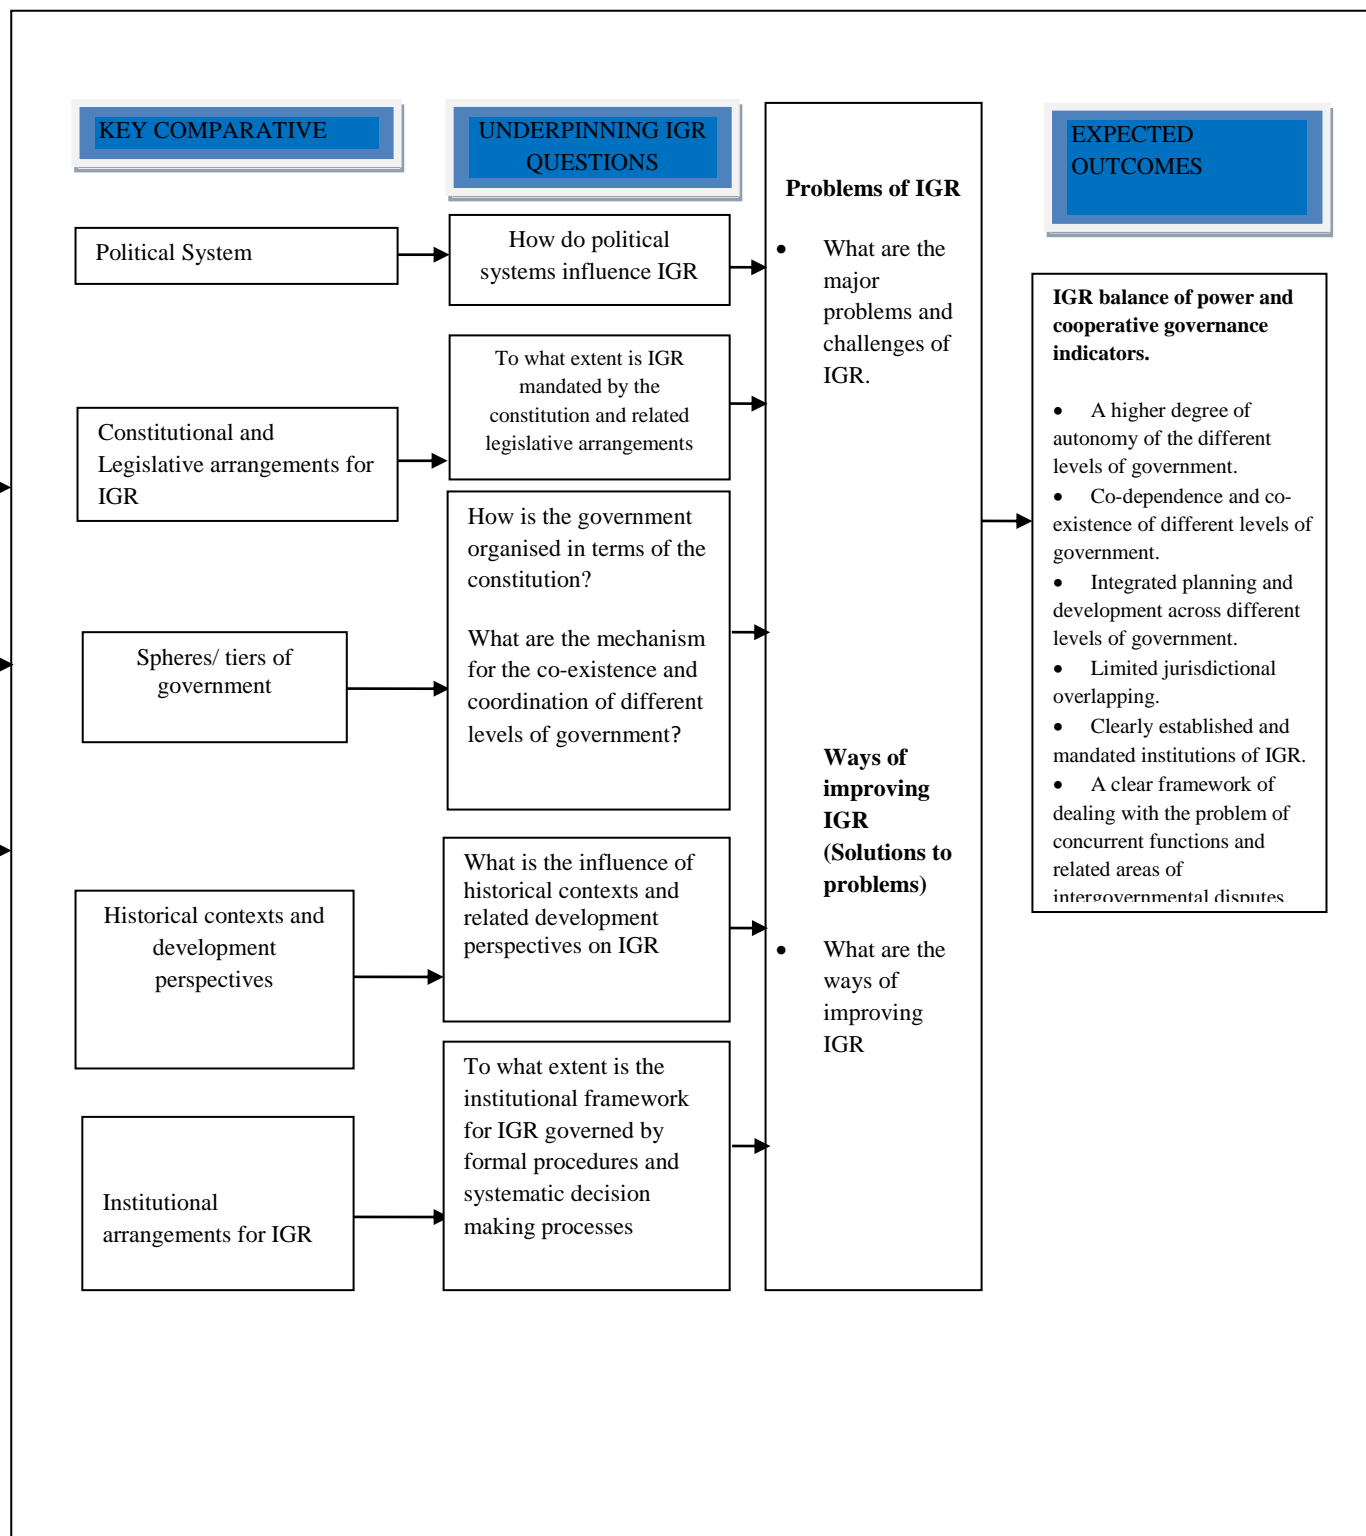 KEY COMPARATIVE
UNDERPINNING IGR
QUESTIONS
EXPECTED
OUTCOMES
Political System
Constitutional and
Legislative arrangements for
IGR
Spheres/ tiers of
government
Historical contexts and
development
perspectives
Institutional
arrangements for IGR
How do political
systems influence IGR
To what extent is IGR
mandated by the
constitution and related
legislative arrangements
How is the government
organised in terms of the
constitution?
What are the mechanism
for the co-existence and
coordination of different
levels of government?
What is the influence of
historical contexts and
related development
perspectives on IGR
To what extent is the
institutional framework
for IGR governed by
formal procedures and
systematic decision
making processes
Problems of IGR
• What are the
major
problems and
challenges of
IGR.
Ways of
improving
IGR
(Solutions to
problems)
• What are the
ways of
improving
IGR
IGR balance of power and
cooperative governance
indicators.
• A higher degree of
autonomy of the different
levels of government.
• Co-dependence and co-
existence of different levels of
government.
• Integrated planning and
development across different
levels of government.
• Limited jurisdictional
overlapping.
• Clearly established and
mandated institutions of IGR.
• A clear framework of
dealing with the problem of
concurrent functions and
related areas of
intergovernmental disputes